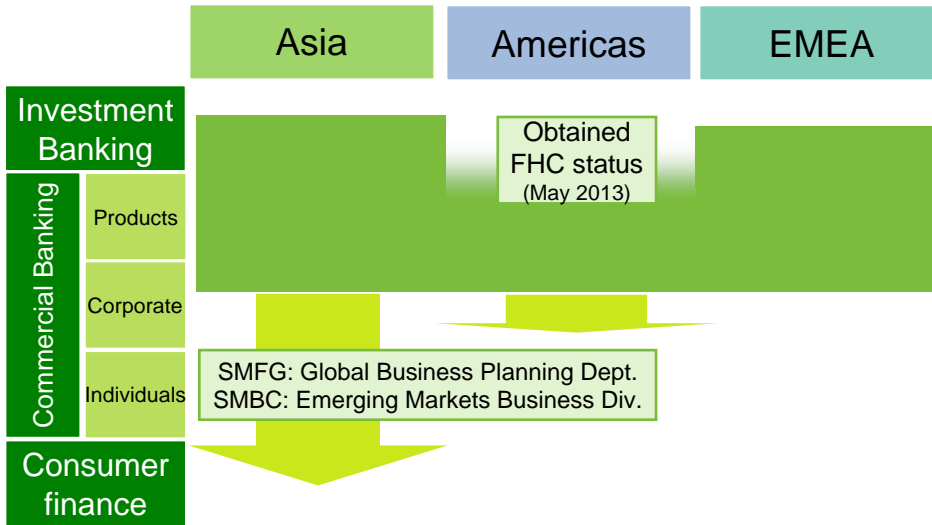 Asia
Americas
EMEA
Investment
Banking
Obtained
FHC status
(May 2013)
Commercial Banking
Products
Corporate
Individuals
SMFG: Global Business Planning Dept.
SMBC: Emerging Markets Business Div.
Consumer
finance